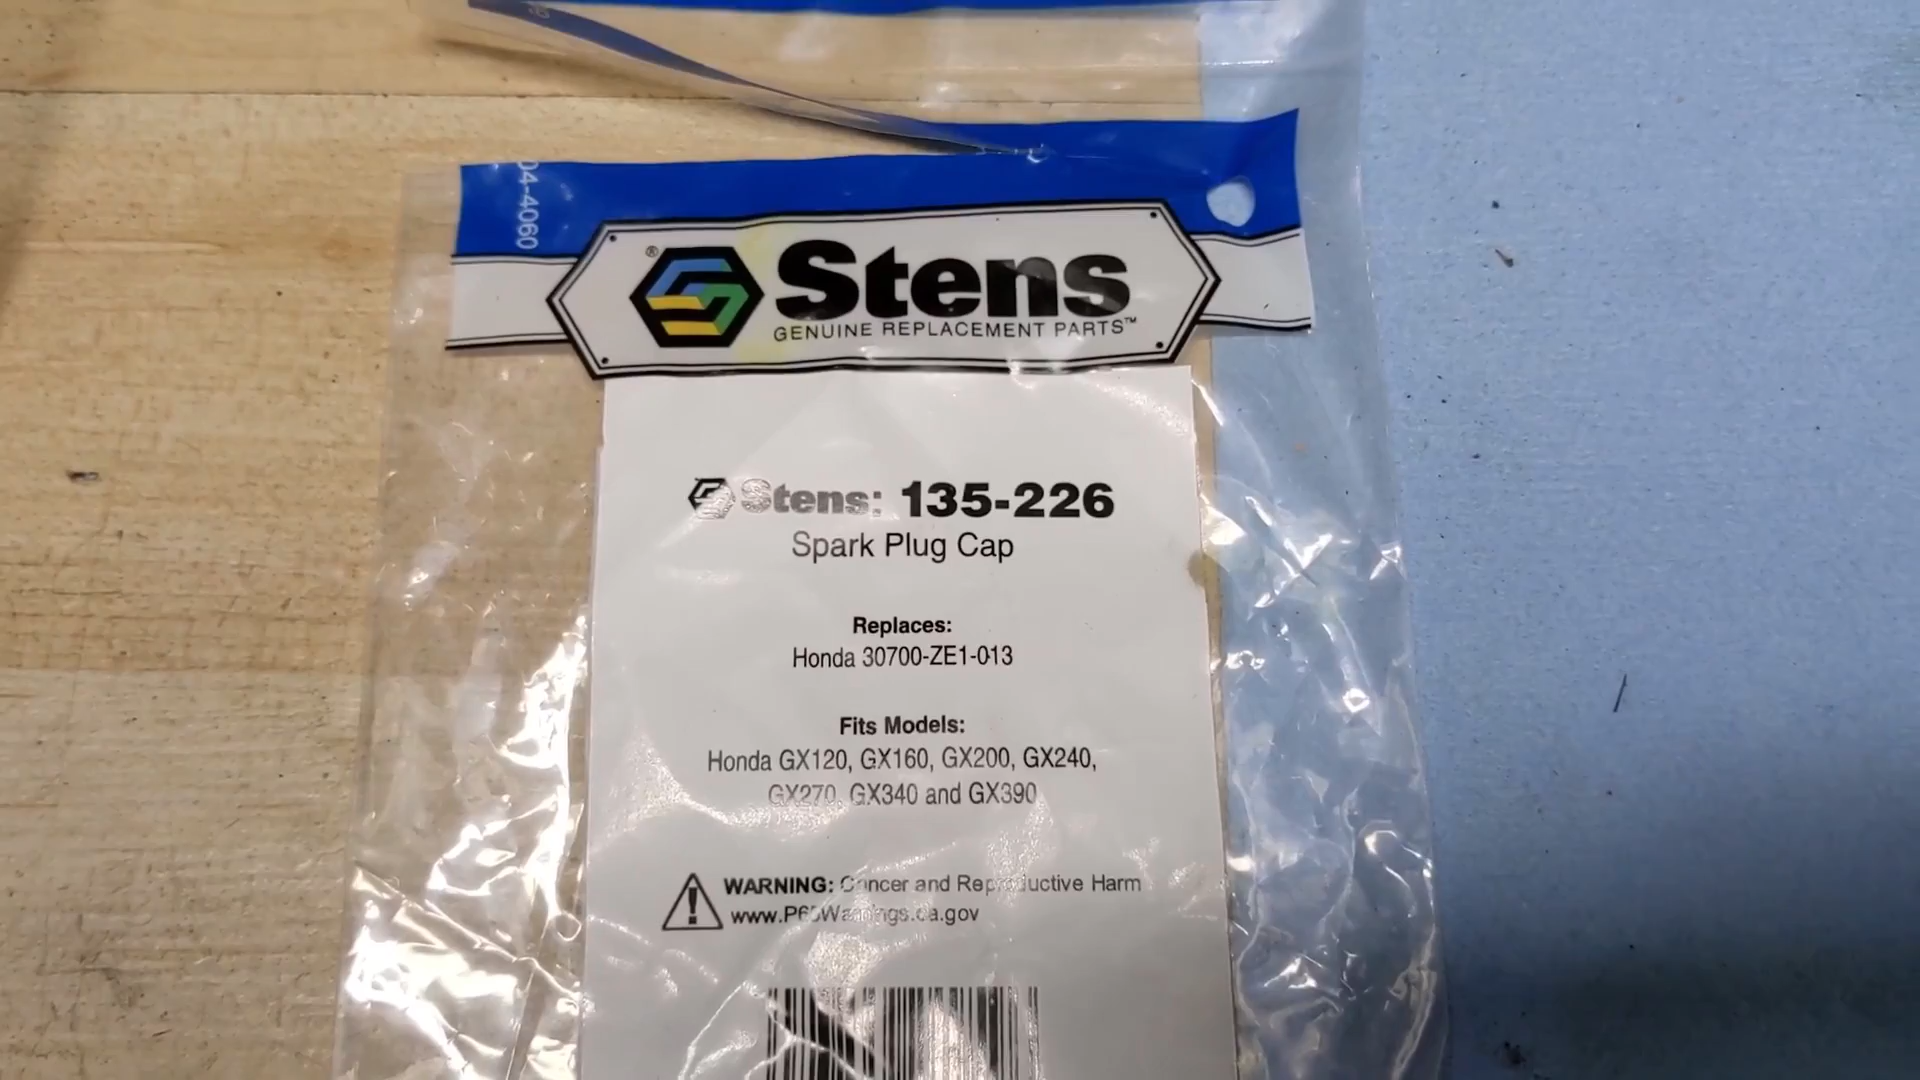 04-4060
® Stens
GENUINE REPLACEMENT PARTS™
Stens: 135-226
Spark Plug Cap
Replaces:
Honda 30700-ZE1-013
Fits Models:
Honda GX120, GX160, GX200, GX240,
GX270, GX340 and GX390
WARNING: Cancer and Reproductive Harm
www.P65Warnings.ca.gov